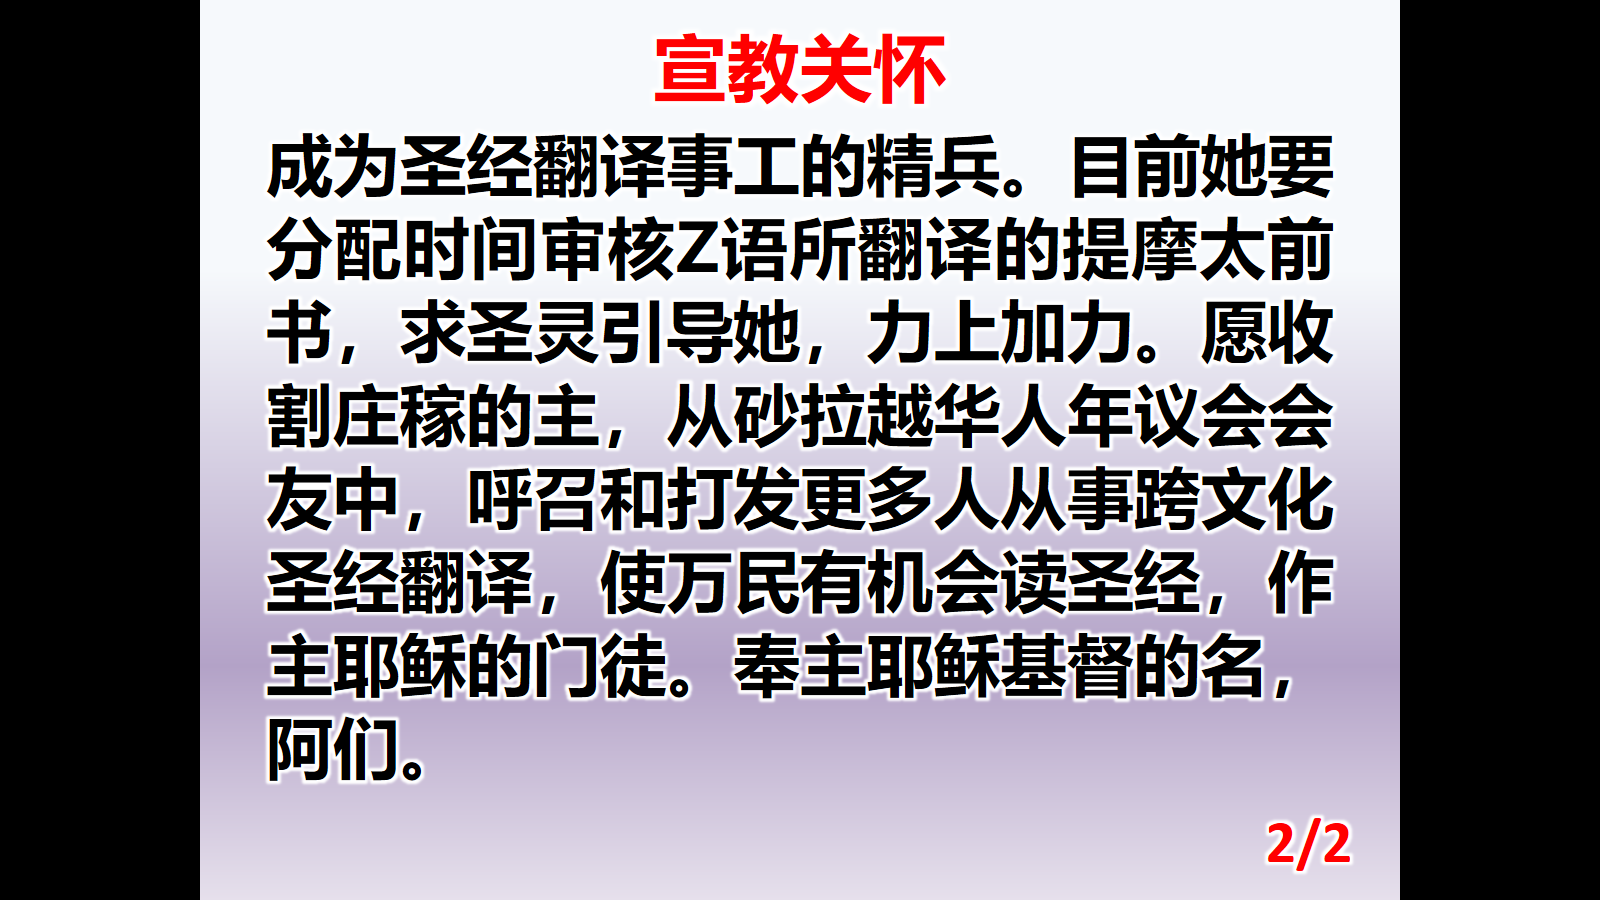 宣教关怀
成为圣经翻译事工的精兵。目前她要
分配时间审核Z语所翻译的提摩太前
书，求圣灵引导她，力上加力。愿收
割庄稼的主，从砂拉越华人年议会会
友中，呼召和打发更多人从事跨文化
圣经翻译，使万民有机会读圣经，作
主耶稣的门徒。奉主耶稣基督的名，
阿们。
2/2